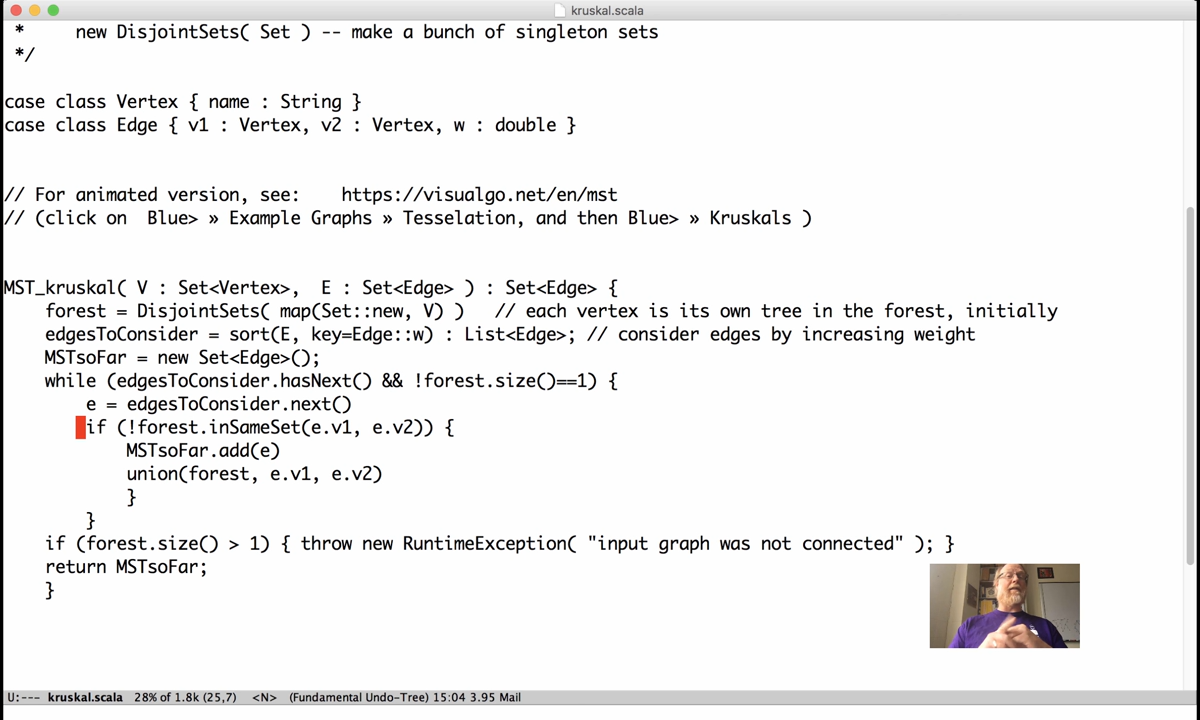 kruskal.scala
*     new DisjointSets( Set ) -- make a bunch of singleton sets
*/
case class Vertex { name : String }
case class Edge { v1 : Vertex, v2 : Vertex, w : double }
// For animated version, see:    https://visualgo.net/en/mst
// (click on  Blue> » Example Graphs » Tesselation, and then Blue> » Kruskals )
MST_kruskal( V : Set<Vertex>,  E : Set<Edge> ) : Set<Edge> {
    forest = DisjointSets( map(Set::new, V) )   // each vertex is its own tree in the forest, initially
    edgesToConsider = sort(E, key=Edge::w) : List<Edge>; // consider edges by increasing weight
    MSTsoFar = new Set<Edge>();
    while (edgesToConsider.hasNext() && !forest.size()==1) {
        e = edgesToConsider.next()
        if (!forest.inSameSet(e.v1, e.v2)) {
            MSTsoFar.add(e)
            union(forest, e.v1, e.v2)
            }
        }
    if (forest.size() > 1) { throw new RuntimeException( "input graph was not connected" ); }
    return MSTsoFar;
    }
U:---  kruskal.scala   28% of 1.8k (25,7)   <N>   (Fundamental Undo-Tree) 15:04 3.95 Mail